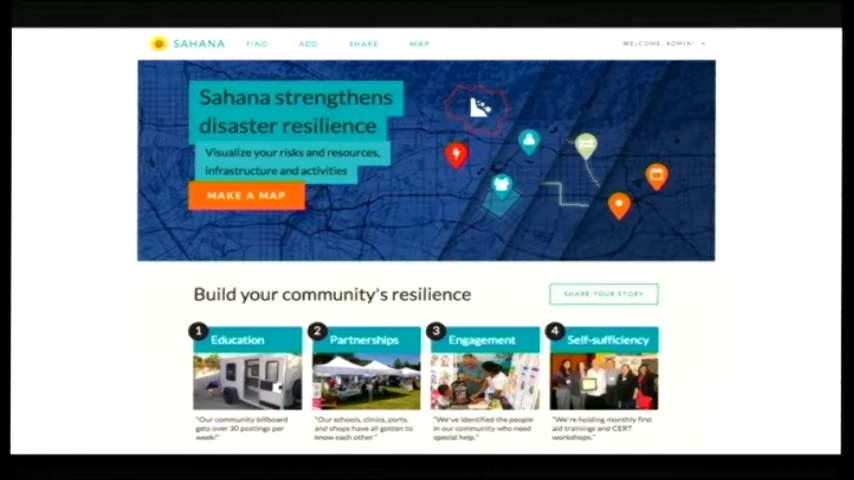 SAHANA FIND ADD SHARE MAP WELCOME, ADMIN!
Sahana strengthens
disaster resilience
Visualize your risks and resources,
infrastructure and activities
MAKE A MAP
Build your community's resilience
SHARE YOUR STORY
1 Education
2 Partnerships
3 Engagement
4 Self-sufficiency
"Our community billboard
gets over 30 postings per
week!"
"Our schools, clinics, ports,
and shops have all gotten to
know each other."
"We've identified the people
in our community who need
special help."
"We're holding monthly first
aid trainings and CERT
workshops."